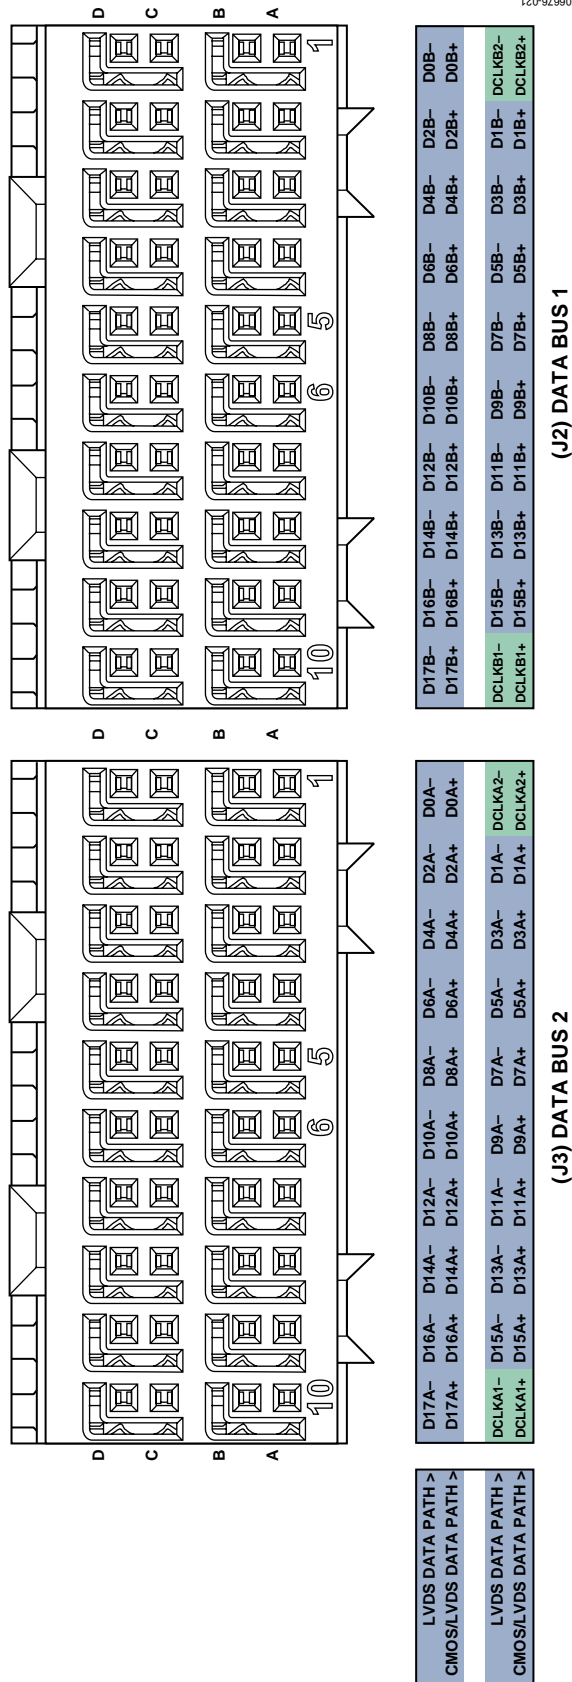 D D D
C C C
B B B
A A A
10 6 5 1 10 6 5 1
LVDS DATA PATH > D17A– D16A– D14A– D12A– D10A– D8A– D6A– D4A– D2A– D0A– D17B– D16B– D14B– D12B– D10B– D8B– D6B– D4B– D2B– D0B–
CMOS/LVDS DATA PATH > D17A+ D16A+ D14A+ D12A+ D10A+ D8A+ D6A+ D4A+ D2A+ D0A+ D17B+ D16B+ D14B+ D12B+ D10B+ D8B+ D6B+ D4B+ D2B+ D0B+
LVDS DATA PATH > DCLKA1– D15A– D13A– D11A– D9A– D7A– D5A– D3A– D1A– DCLKA2– DCLKB1– D15B– D13B– D11B– D9B– D7B– D5B– D3B– D1B– DCLKB2–
CMOS/LVDS DATA PATH > DCLKA1+ D15A+ D13A+ D11A+ D9A+ D7A+ D5A+ D3A+ D1A+ DCLKA2+ DCLKB1+ D15B+ D13B+ D11B+ D9B+ D7B+ D5B+ D3B+ D1B+ DCLKB2+
(J3) DATA BUS 2 (J2) DATA BUS 1
06676-021